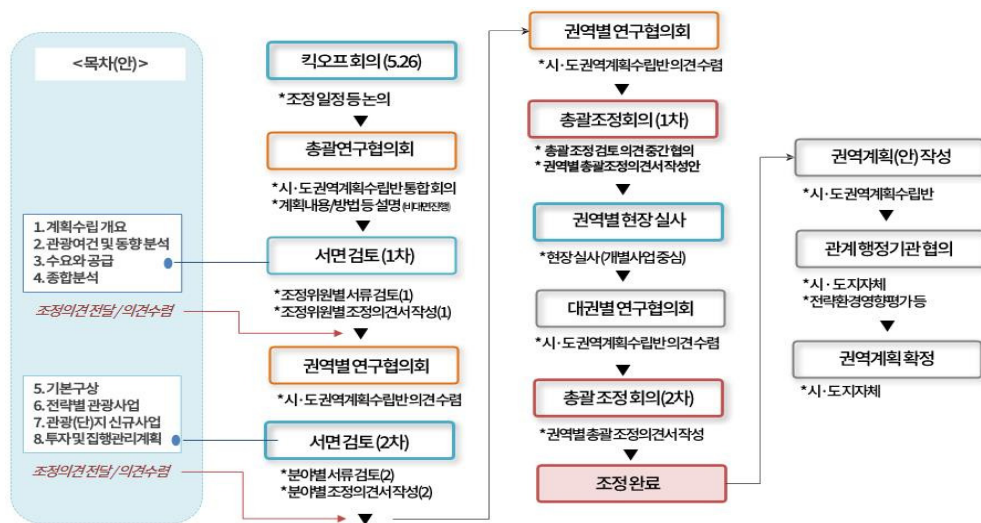 <목차(안)>
1. 계획수립 개요
2. 관광여건 및 동향 분석
3. 수요와 공급
4. 종합분석
조정의견 전달 / 의견수렴
5. 기본구상
6. 전략별 관광사업
7. 관광(단)지 신규사업
8. 투자 및 집행관리계획
조정의견 전달 / 의견수렴
킥오프 회의 (5.26)
* 조정 일정 등 논의
총괄연구협의회
* 시·도 권역계획수립반 통합 회의
* 계획내용/방법 등 설명 (비대면진행)
서면 검토 (1차)
* 조정위원별 서류 검토(1)
* 조정위원별 조정의견서 작성(1)
권역별 연구협의회
* 시·도 권역계획수립반 의견 수렴
서면 검토 (2차)
* 분야별 서류 검토(2)
* 분야별 조정의견서 작성(2)
권역별 연구협의회
* 시·도 권역계획수립반 의견 수렴
총괄조정회의 (1차)
* 총괄 조정 검토 의견 중간 협의
* 권역별 총괄조정의견서 작성안
권역별 현장 실사
* 현장 실사 (개별사업 중심)
대권별 연구협의회
* 시·도 권역계획수립반 의견 수렴
총괄 조정 회의(2차)
* 권역별 총괄 조정의견서 작성
조정 완료
권역계획(안) 작성
* 시·도 권역계획수립반
관계 행정기관 협의
* 시·도지자체
* 전략환경영향평가 등
권역계획 확정
* 시·도지자체